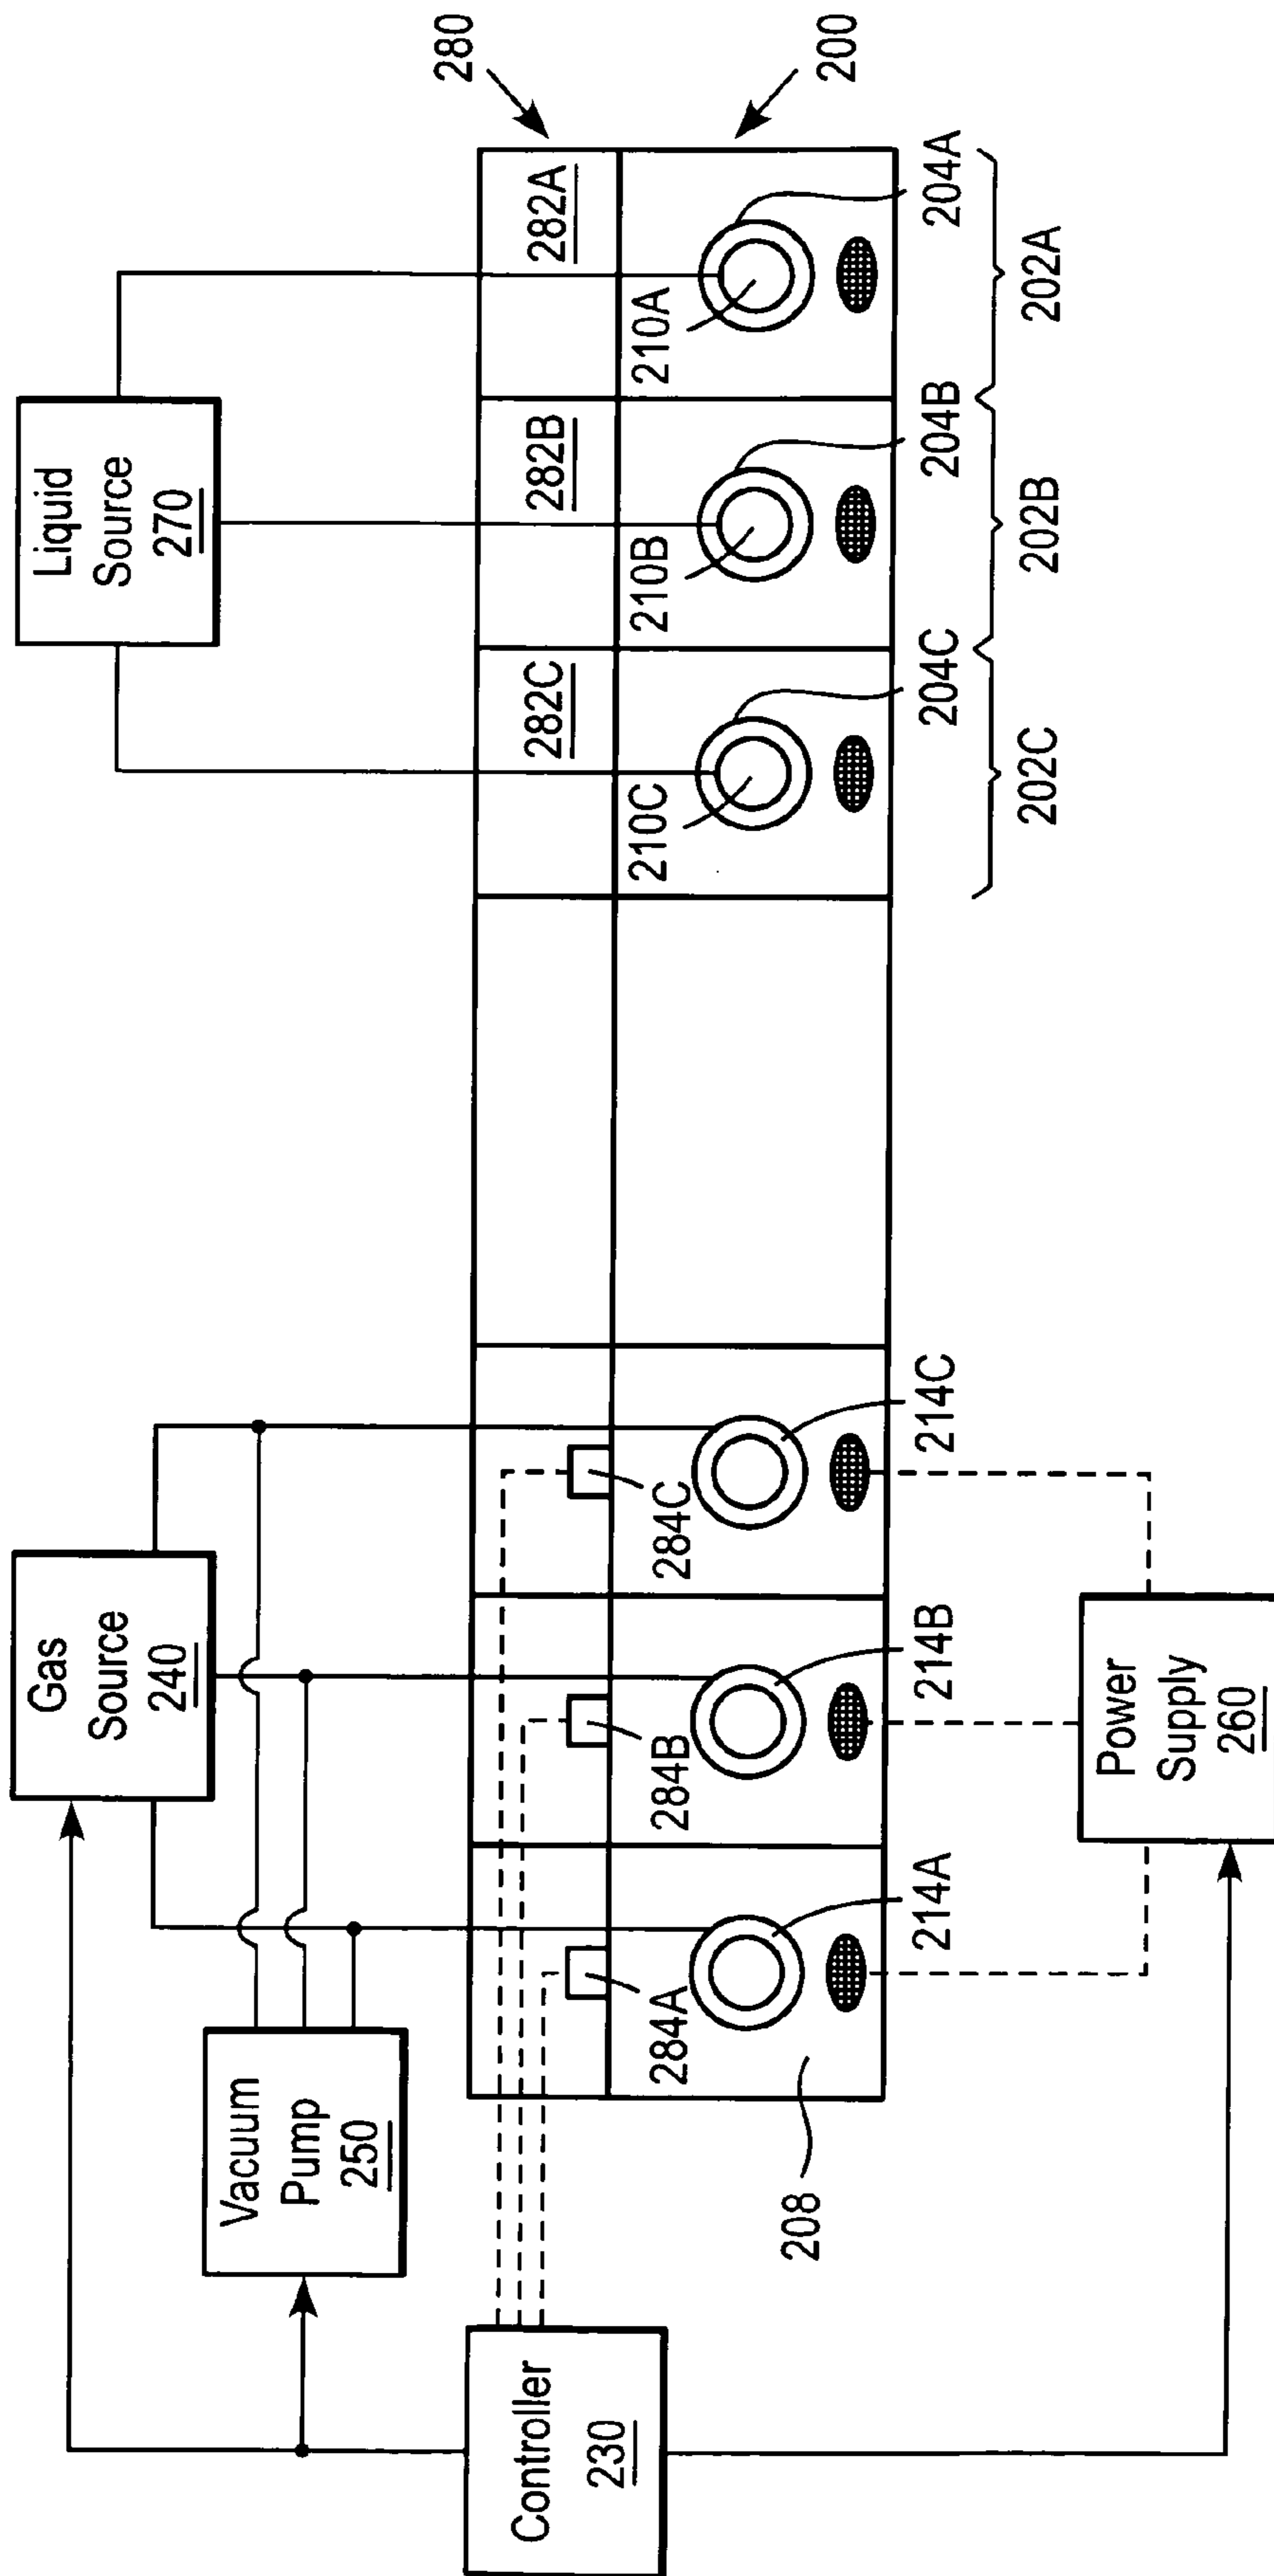 Gas
Source
240
Liquid
Source
270
Vacuum
Pump
250
280
Controller
230
282C
282B
282A
284A
284B
284C
210C
210B
210A
200
208
214A
214B
214C
204C
204B
204A
202C
202B
202A
Power
Supply
260